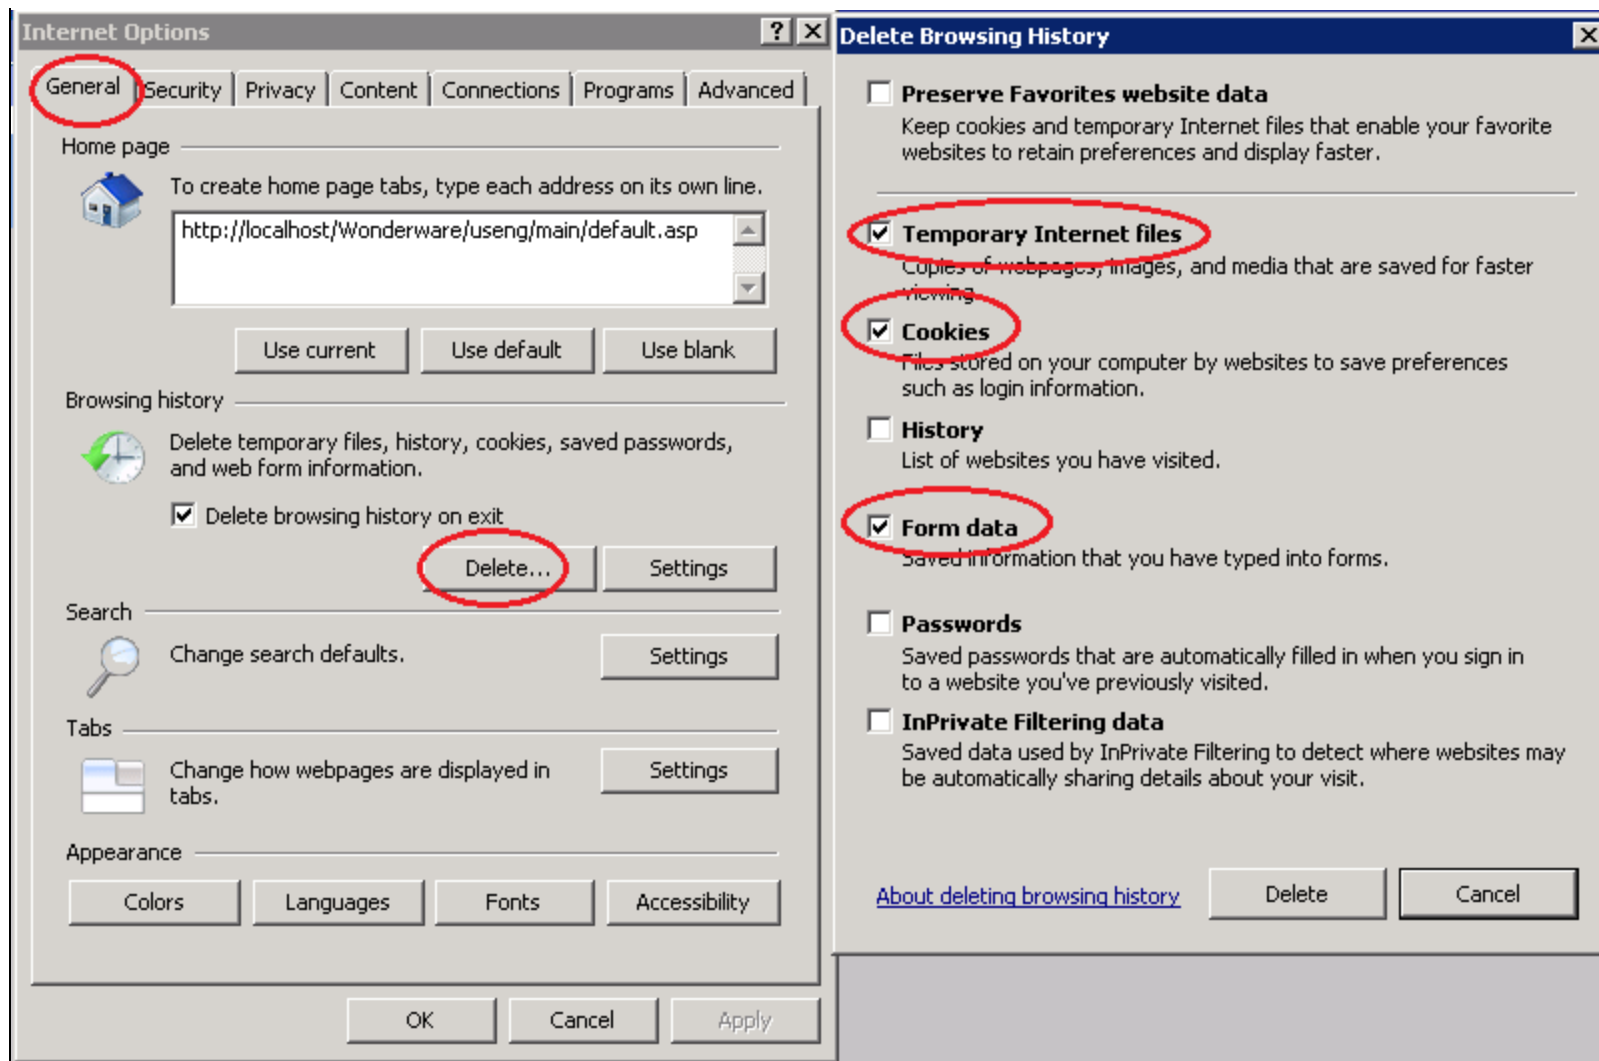 Internet Options
General Security Privacy Content Connections Programs Advanced
Home page
To create home page tabs, type each address on its own line.
http://localhost/Wonderware/useng/main/default.asp
Use current Use default Use blank
Browsing history
Delete temporary files, history, cookies, saved passwords,
and web form information.
Delete browsing history on exit
Delete... Settings
Search
Change search defaults. Settings
Tabs
Change how webpages are displayed in
tabs.
Settings
Appearance
Colors Languages Fonts Accessibility
OK Cancel Apply
Delete Browsing History
Preserve Favorites website data
Keep cookies and temporary Internet files that enable your favorite
websites to retain preferences and display faster.
Temporary Internet files
Copies of webpages, images, and media that are saved for faster
viewing.
Cookies
Files stored on your computer by websites to save preferences
such as login information.
History
List of websites you have visited.
Form data
Saved information that you have typed into forms.
Passwords
Saved passwords that are automatically filled in when you sign in
to a website you've previously visited.
InPrivate Filtering data
Saved data used by InPrivate Filtering to detect where websites may
be automatically sharing details about your visit.
About deleting browsing history Delete Cancel